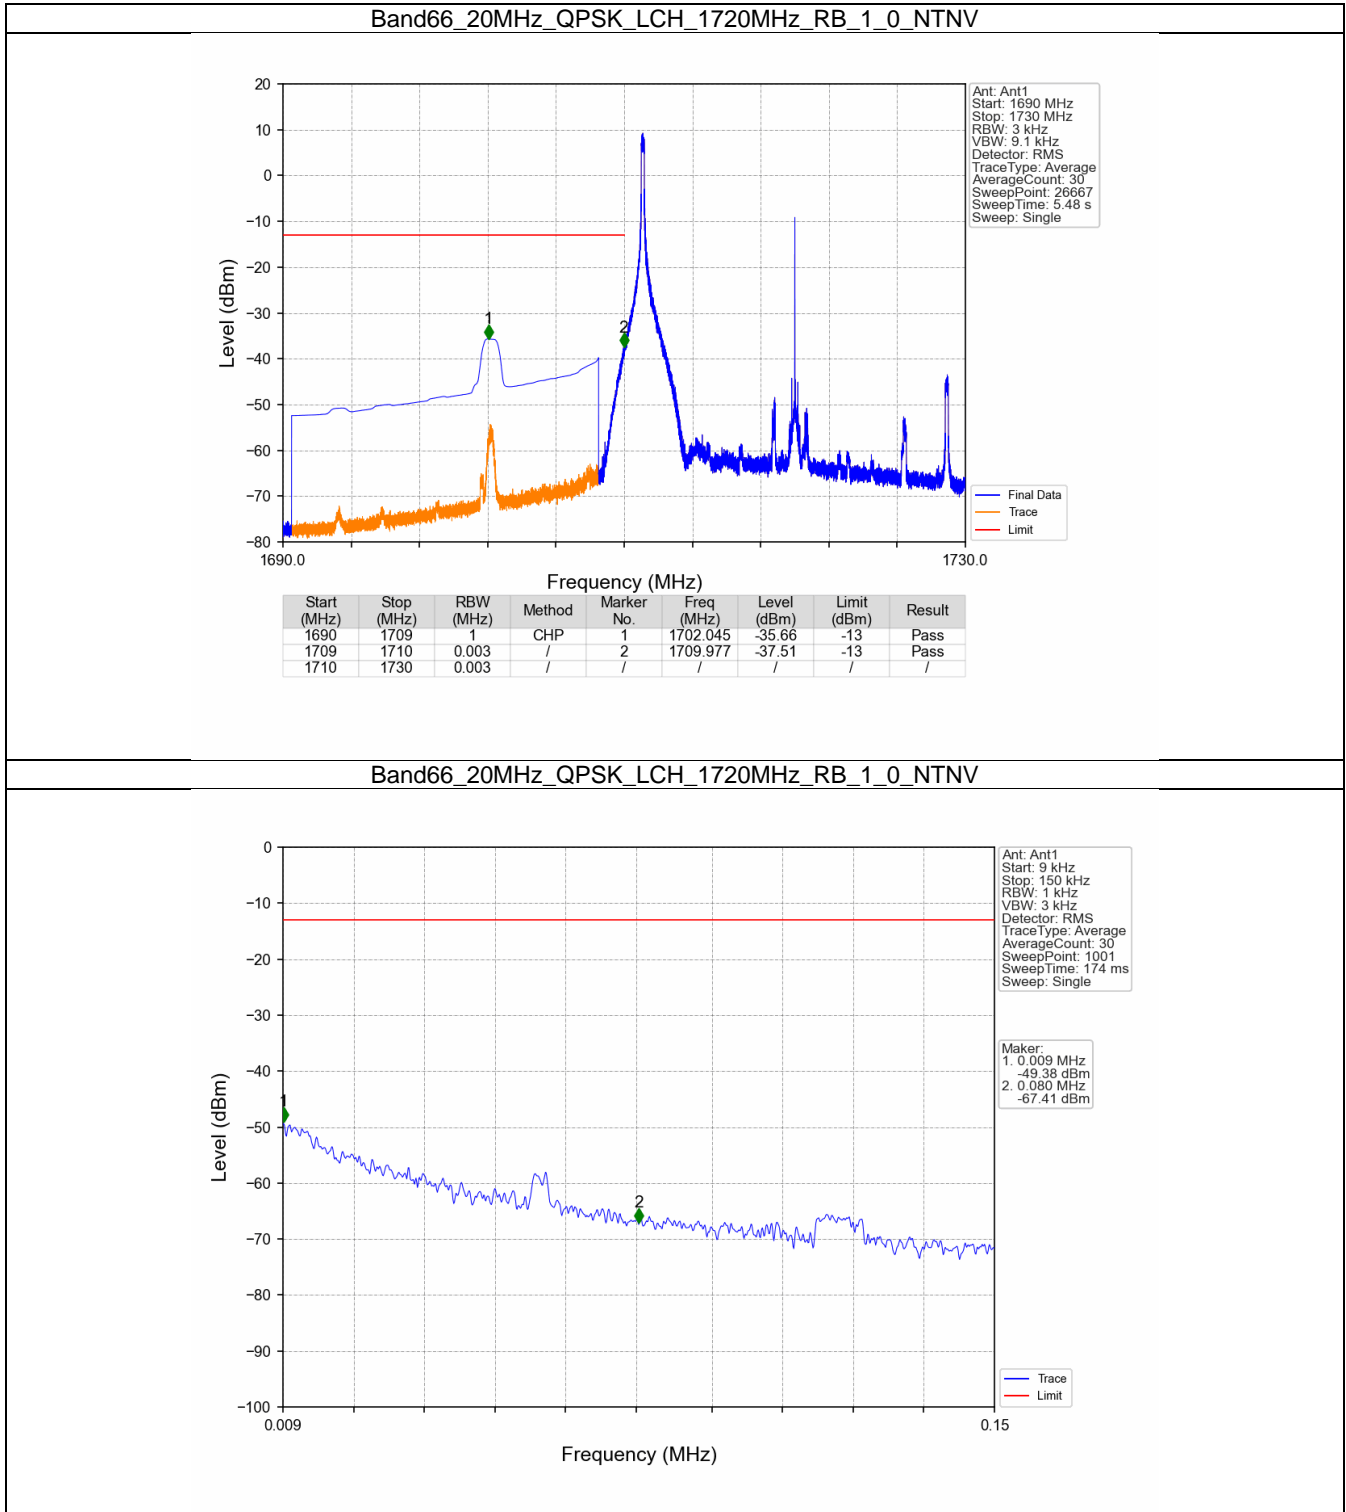 Band66_20MHz_QPSK_LCH_1720MHz_RB_1_0_NTNV
20
10
0
−10
−20
−30
−40
−50
−60
−70
−80
Level (dBm)
1
2
1690.0
1730.0
Frequency (MHz)
Ant: Ant1
Start: 1690 MHz
Stop: 1730 MHz
RBW: 3 kHz
VBW: 9.1 kHz
Detector: RMS
TraceType: Average
AverageCount: 30
SweepPoint: 26667
SweepTime: 5.48 s
Sweep: Single
Final Data
Trace
Limit
Start (MHz) Stop (MHz) RBW (MHz) Method Marker No. Freq (MHz) Level (dBm) Limit (dBm) Result
1690 1709 1 CHP 1 1702.045 -35.66 -13 Pass
1709 1710 0.003 / 2 1709.977 -37.51 -13 Pass
1710 1730 0.003 / / / / / /
Band66_20MHz_QPSK_LCH_1720MHz_RB_1_0_NTNV
0
−10
−20
−30
−40
−50
−60
−70
−80
−90
−100
Level (dBm)
1
2
0.009
0.15
Frequency (MHz)
Ant: Ant1
Start: 9 kHz
Stop: 150 kHz
RBW: 1 kHz
VBW: 3 kHz
Detector: RMS
TraceType: Average
AverageCount: 30
SweepPoint: 1001
SweepTime: 174 ms
Sweep: Single
Maker:
1. 0.009 MHz
-49.38 dBm
2. 0.080 MHz
-67.41 dBm
Trace
Limit